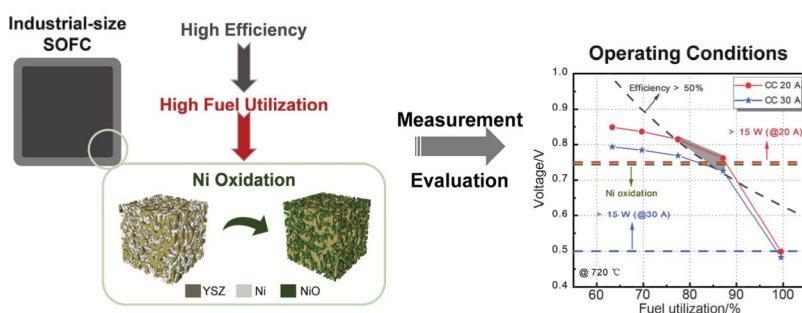 Industrial-size
SOFC
High Efficiency
High Fuel Utilization
Ni Oxidation
YSZ
Ni
NiO
Measurement
Evaluation
Operating Conditions
CC 20 A
CC 30 A
Efficiency > 50%
> 15 W (@20 A)
Ni oxidation
> 15 W (@30 A)
@ 720 ℃
Voltage/V
1.0
0.9
0.8
0.7
0.6
0.5
0.4
60
70
80
90
100
Fuel utilization/%